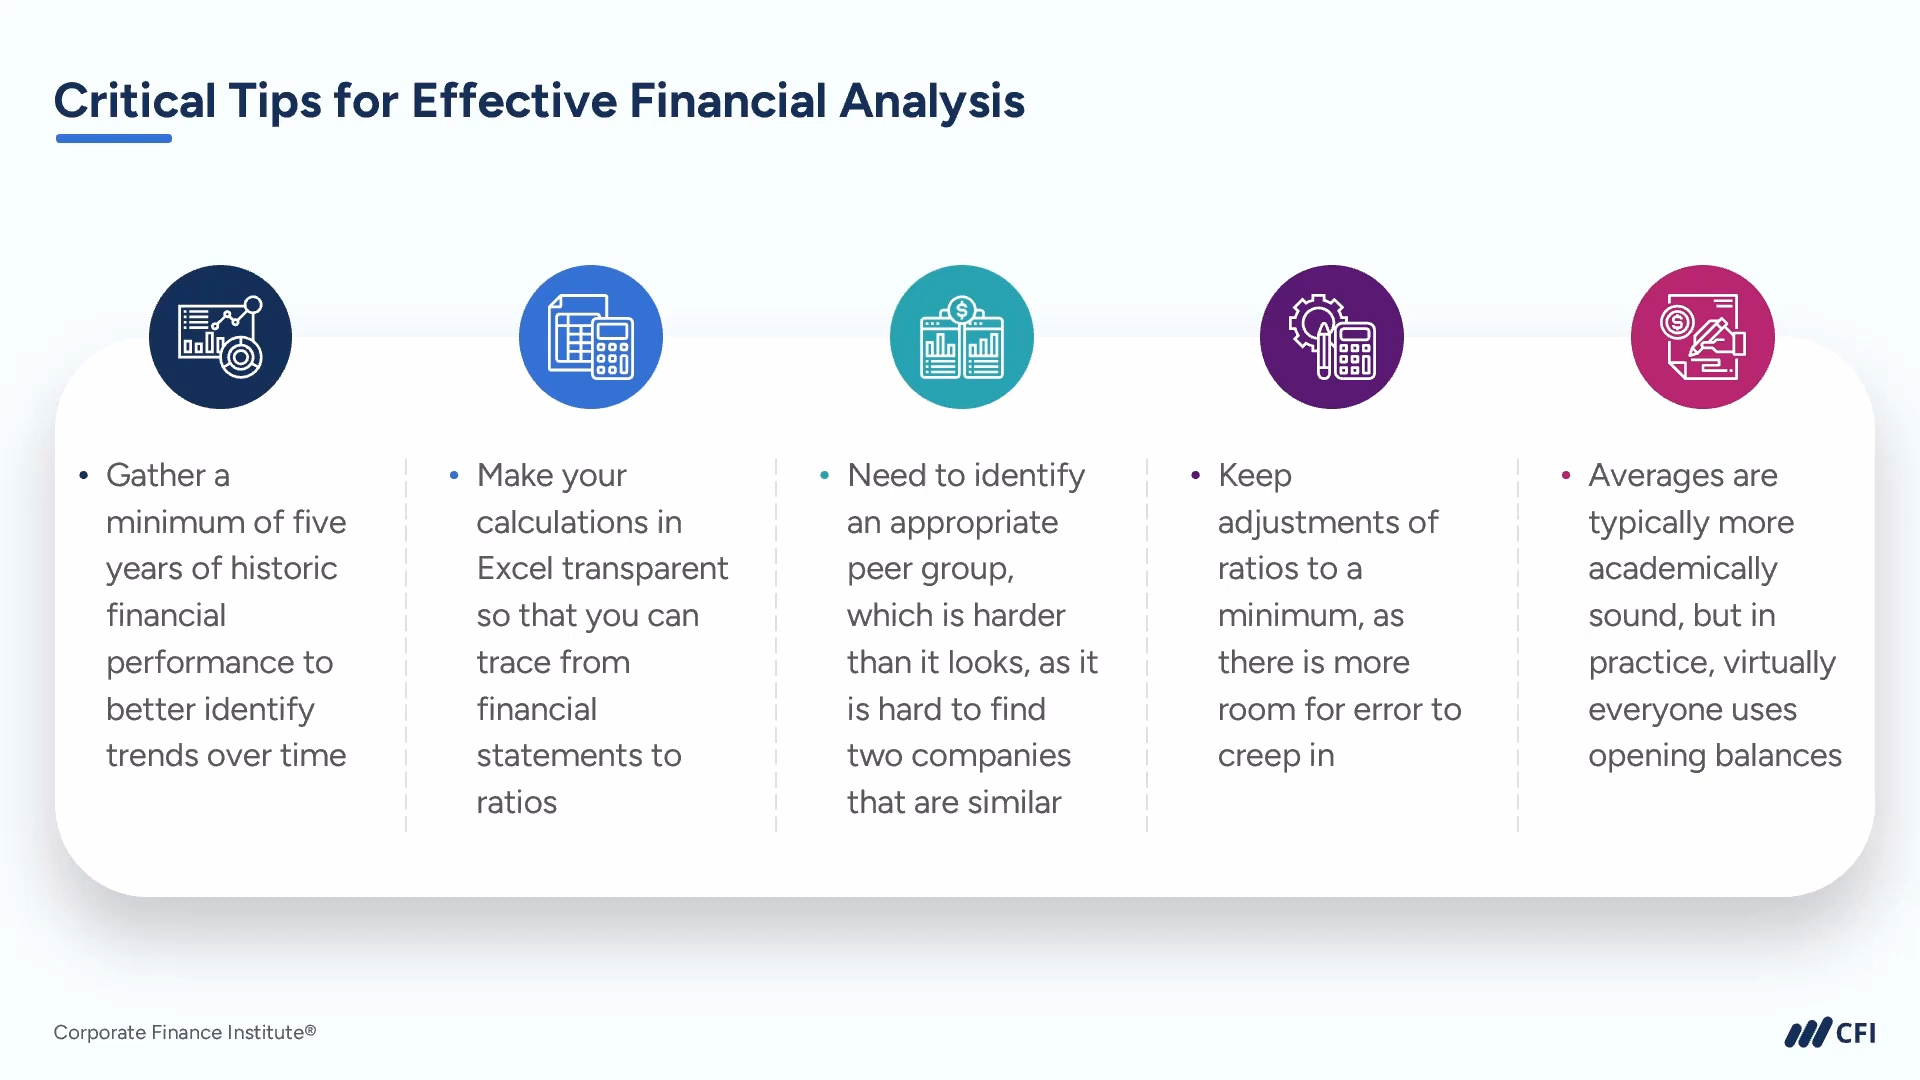 Critical Tips for Effective Financial Analysis
• Gather a
minimum of five
years of historic
financial
performance to
better identify
trends over time
• Make your
calculations in
Excel transparent
so that you can
trace from
financial
statements to
ratios
• Need to identify
an appropriate
peer group,
which is harder
than it looks, as it
is hard to find
two companies
that are similar
• Keep
adjustments of
ratios to a
minimum, as
there is more
room for error to
creep in
• Averages are
typically more
academically
sound, but in
practice, virtually
everyone uses
opening balances
Corporate Finance Institute®
CFI